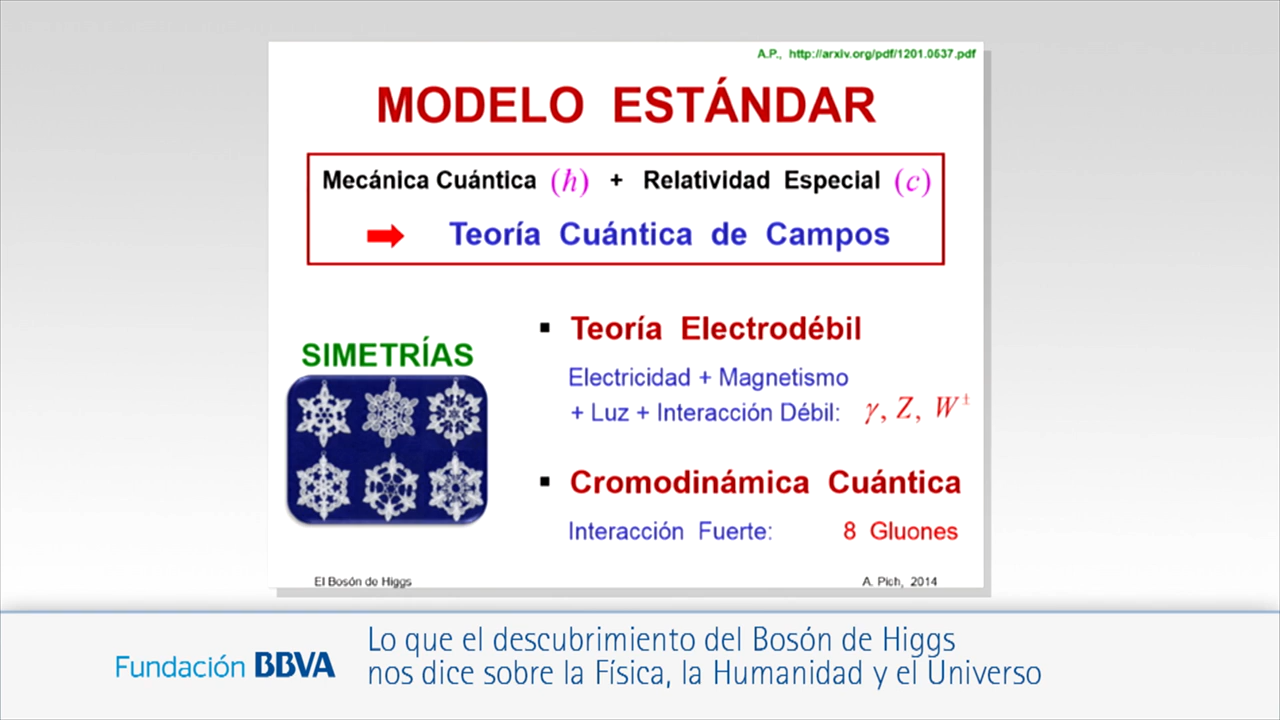 A.P., http://arxiv.org/pdf/1201.0637.pdf
MODELO ESTÁNDAR
Mecánica Cuántica (ħ) + Relatividad Especial (c)
Teoría Cuántica de Campos
SIMETRÍAS
▪ Teoría Electrodébil
Electricidad + Magnetismo
+ Luz + Interacción Débil: γ, Z, W±
▪ Cromodinámica Cuántica
Interacción Fuerte: 8 Gluones
El Bosón de Higgs
A. Pich, 2014
Fundación BBVA
Lo que el descubrimiento del Bosón de Higgs
nos dice sobre la Física, la Humanidad y el Universo